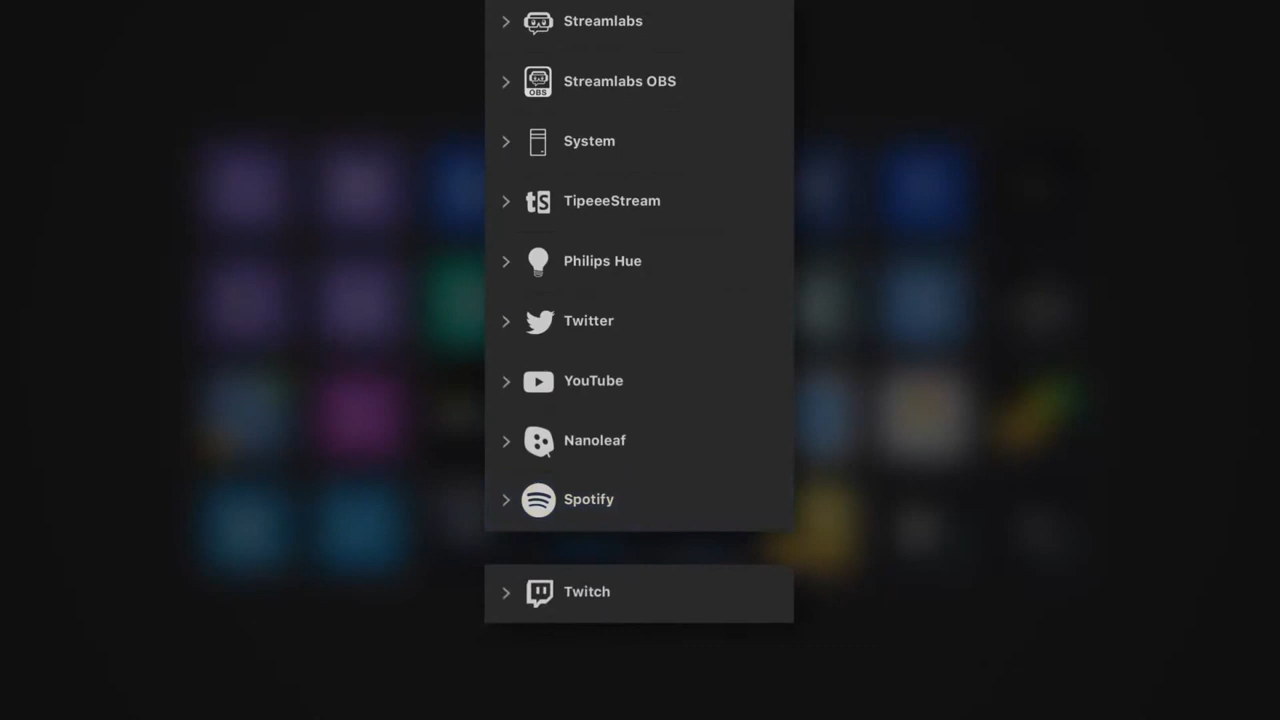 Streamlabs
Streamlabs OBS
OBS
System
tS TipeeeStream
Philips Hue
Twitter
YouTube
Nanoleaf
Spotify
Twitch